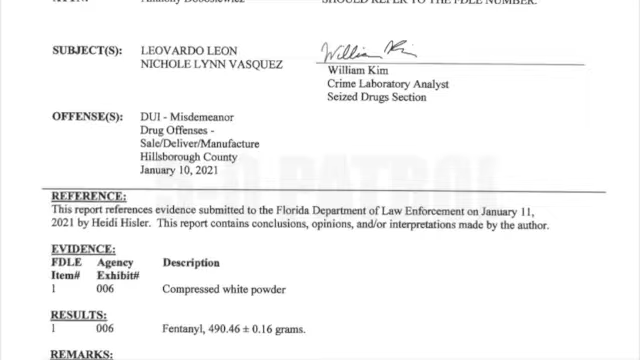 SHOULD REFER TO THE FDLE NUMBER.
SUBJECT(S): LEOVARDO LEON
NICHOLE LYNN VASQUEZ
William Kim
William Kim
Crime Laboratory Analyst
Seized Drugs Section
OFFENSE(S): DUI - Misdemeanor
Drug Offenses -
Sale/Deliver/Manufacture
Hillsborough County
January 10, 2021
PATROL
REFERENCE:
This report references evidence submitted to the Florida Department of Law Enforcement on January 11,
2021 by Heidi Hisler. This report contains conclusions, opinions, and/or interpretations made by the author.
EVIDENCE:
FDLE Agency Description
Item# Exhibit#
1 006 Compressed white powder
RESULTS:
1 006 Fentanyl, 490.46 ± 0.16 grams.
REMARKS: